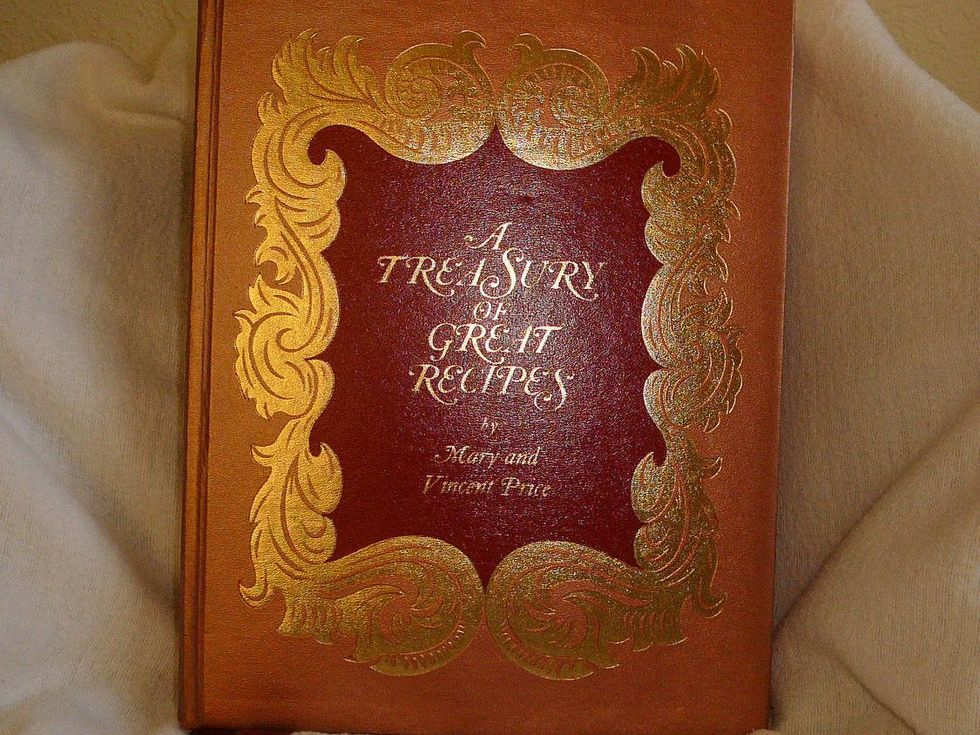 A
TREASURY
OF
GREAT
RECIPES
by
Mary and
Vincent Price